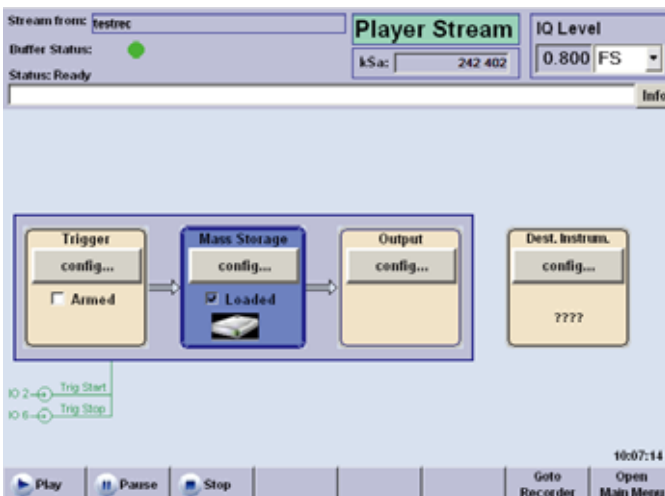 Stream from: testrec
Player Stream
IQ Level
Buffer Status:
kSa: 242 402
0.800 FS
Status: Ready
Info
Trigger
config...
Armed
Mass Storage
config...
Loaded
Output
config...
Dest. Instrum.
config...
????
IO 2 Trig Start
IO 6 Trig Stop
10:07:14
Play
Pause
Stop
Goto Recorder
Open Main Menu